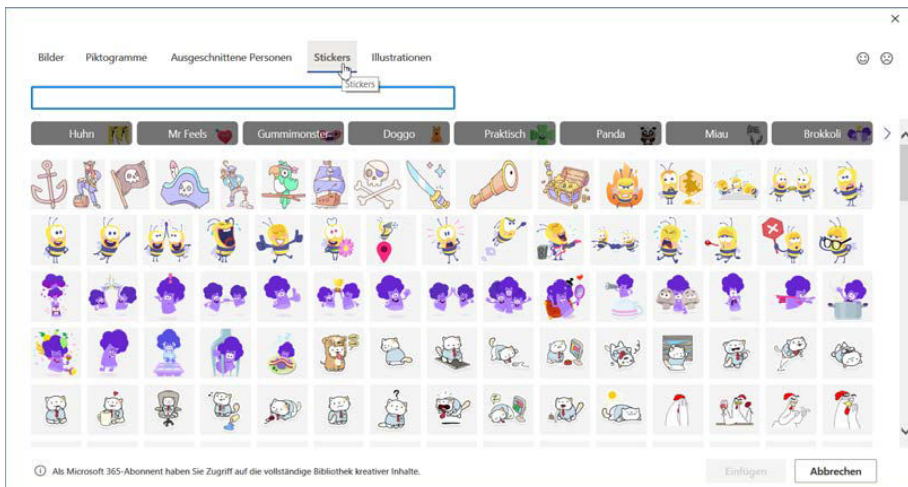 Bilder Piktogramme Ausgeschnittene Personen Stickers Illustrationen
Stickers
Huhn Mr Feels Gummimonster Doggo Praktisch Panda Miau Brokkoli
Als Microsoft 365-Abonnent haben Sie Zugriff auf die vollständige Bibliothek kreativer Inhalte.
Einfügen Abbrechen